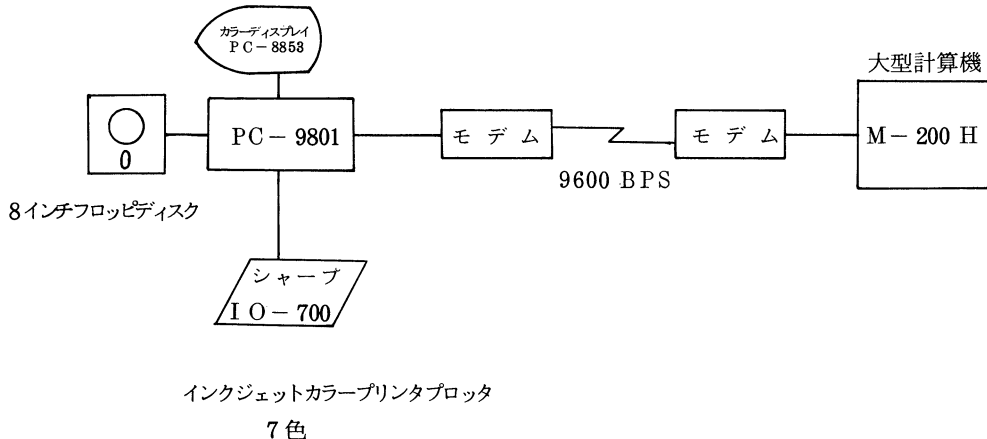 カラーディスプレイ
PC-8853
大型計算機
PC-9801
モデム
モデム
M-200H
0
9600 BPS
8インチフロッピディスク
シャープ
IO-700
インクジェットカラープリンタプロッタ
7色